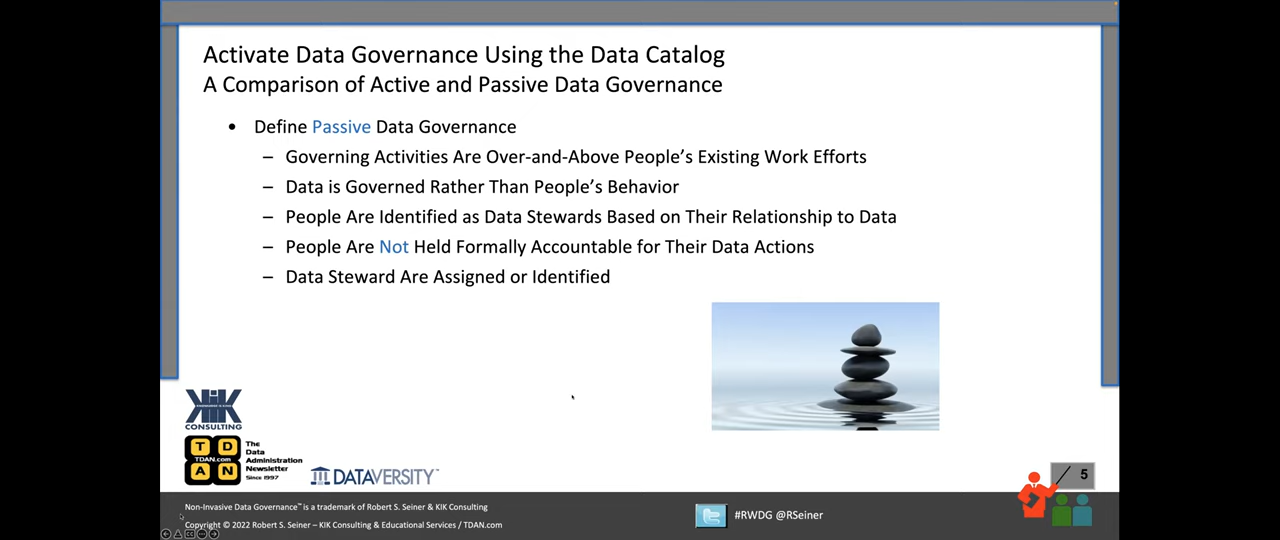 Activate Data Governance Using the Data Catalog
A Comparison of Active and Passive Data Governance
• Define Passive Data Governance
– Governing Activities Are Over-and-Above People's Existing Work Efforts
– Data is Governed Rather Than People's Behavior
– People Are Identified as Data Stewards Based on Their Relationship to Data
– People Are Not Held Formally Accountable for Their Data Actions
– Data Steward Are Assigned or Identified
KIK
CONSULTING
T D
TDAN.com
A N
The
Data
Administration
Newsletter
Since 1997
DATAVERSITY
5
Non-Invasive Data Governance™ is a trademark of Robert S. Seiner & KIK Consulting
Copyright © 2022 Robert S. Seiner – KIK Consulting & Educational Services / TDAN.com
#RWDG @RSeiner